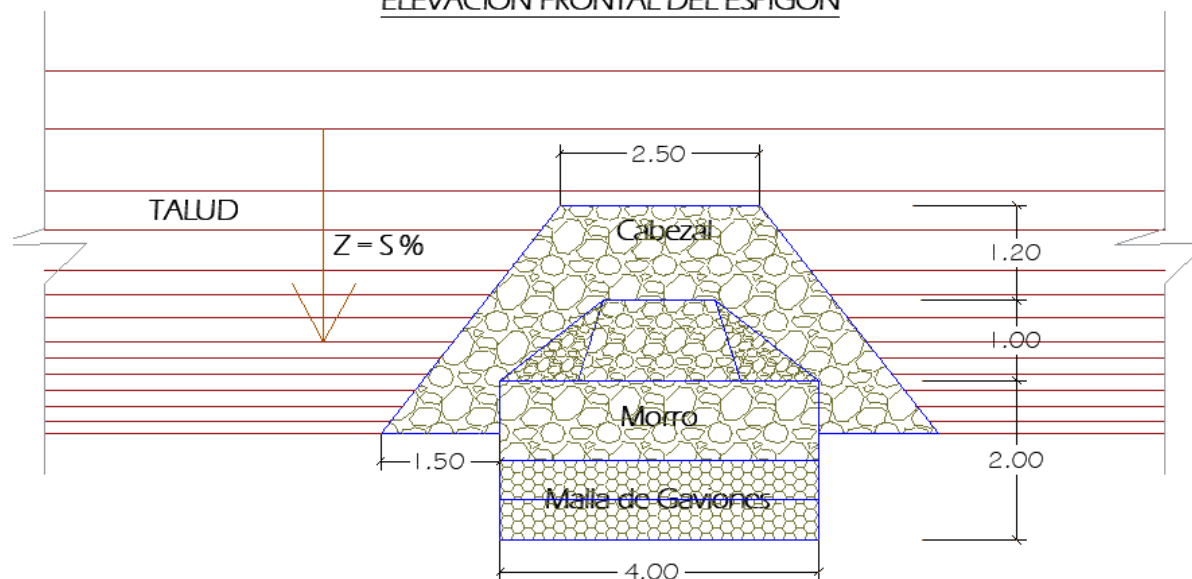 ELEVACION FRONTAL DEL ESPIGON
2.50
TALUD
Cabezal
Z = S %
1.20
1.00
Morro
1.50
2.00
Malla de Gaviones
4.00